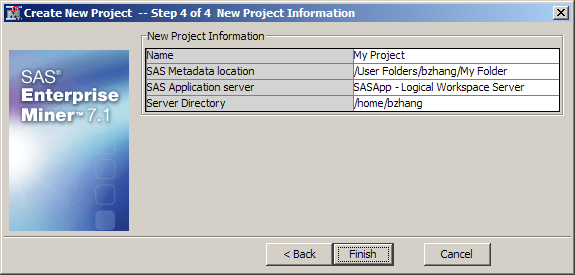 Create New Project -- Step 4 of 4 New Project Information
SAS®
Enterprise
Miner™ 7.1
New Project Information
Name My Project
SAS Metadata location /User Folders/bzhang/My Folder
SAS Application server SASApp - Logical Workspace Server
Server Directory /home/bzhang
< Back Finish Cancel